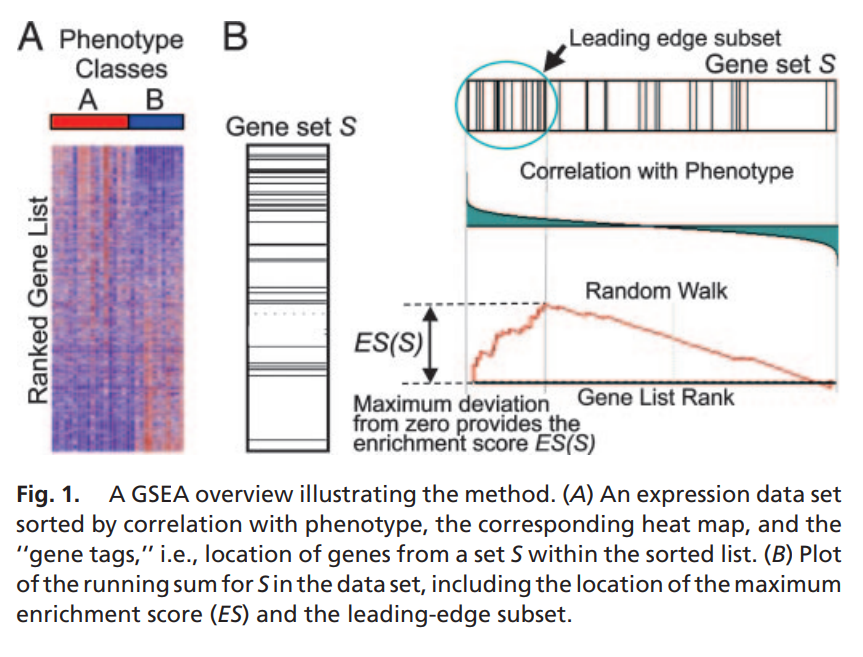 A Phenotype
Classes
A B
Ranked Gene List
B
Gene set S
Leading edge subset
Gene set S
Correlation with Phenotype
Random Walk
ES(S)
Gene List Rank
Maximum deviation
from zero provides the
enrichment score ES(S)
Fig. 1. A GSEA overview illustrating the method. (A) An expression data set
sorted by correlation with phenotype, the corresponding heat map, and the
"gene tags," i.e., location of genes from a set S within the sorted list. (B) Plot
of the running sum for S in the data set, including the location of the maximum
enrichment score (ES) and the leading-edge subset.